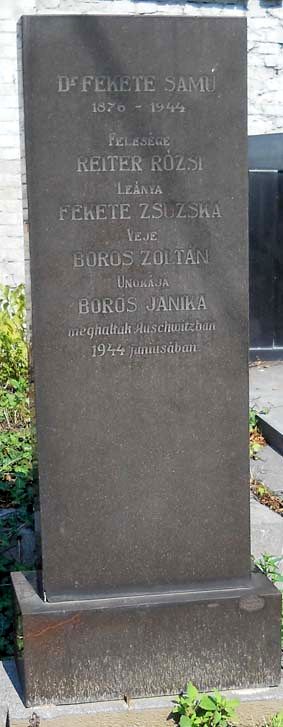 Dr FEKETE SAMU
1876 - 1944
FELESÉGE
REITER RÓZSI
LEÁNYA
FEKETE ZSUZSKA
VEJE
BOROS ZOLTÁN
UNOKÁJA
BOROS JANIKA
meghaltak Auschwitzban
1944 júniusában.